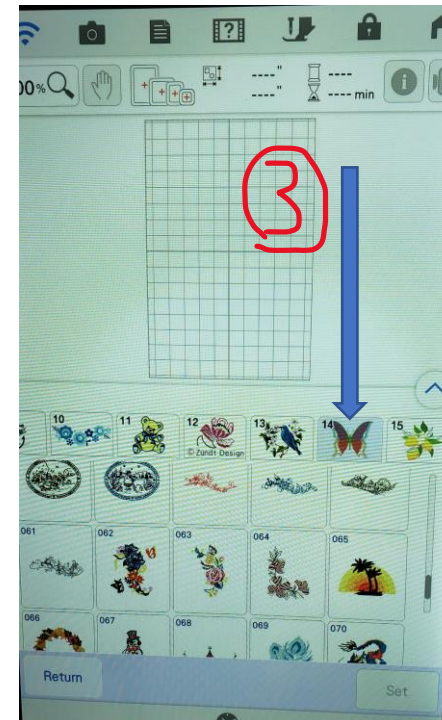 00%
----"
----"
----
---- min
3
10 11 12 13 14 15
© Zündt Design
061 062 063 064 065
066 067 068 069 070
Return Set